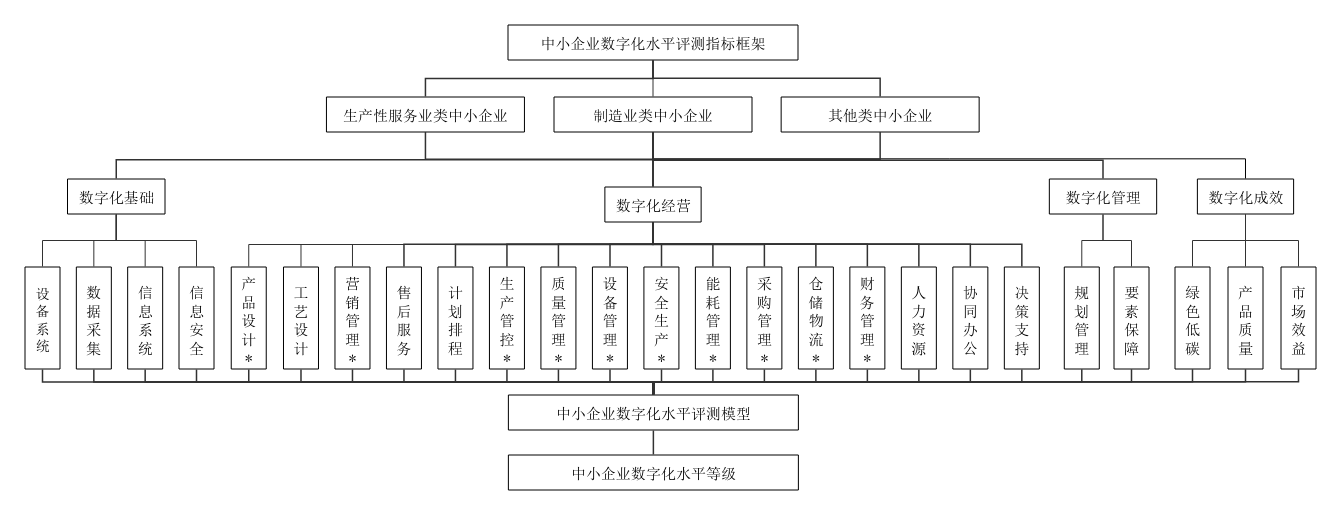 中小企业数字化水平评测指标框架
生产性服务业类中小企业
制造业类中小企业
其他类中小企业
数字化基础
数字化经营
数字化管理
数字化成效
设备系统
数据采集
信息系统
信息安全
产品设计*
工艺设计
营销管理*
售后服务
计划排程
生产管控*
质量管理*
设备管理*
安全生产*
能耗管理*
采购管理*
仓储物流*
财务管理*
人力资源
协同办公
决策支持
规划管理
要素保障
绿色低碳
产品质量
市场效益
中小企业数字化水平评测模型
中小企业数字化水平等级